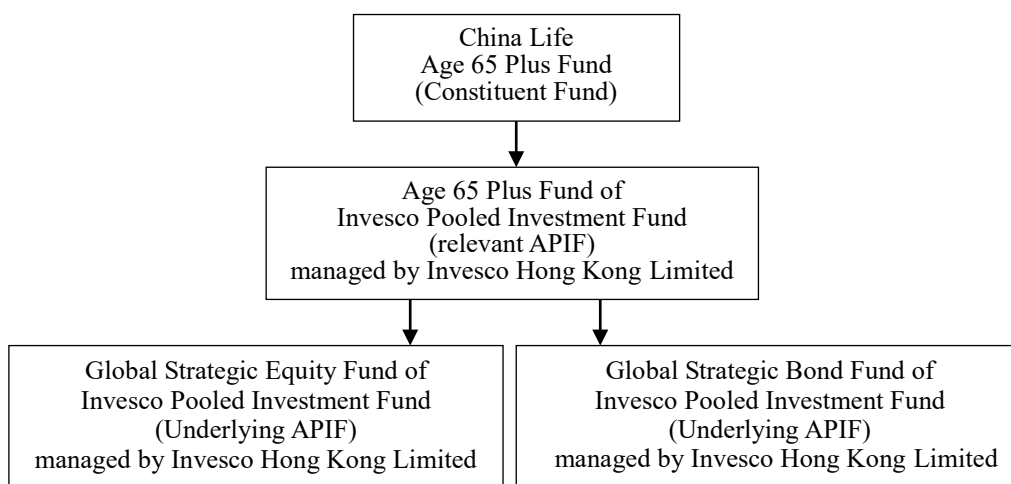 China Life
Age 65 Plus Fund
(Constituent Fund)
Age 65 Plus Fund of
Invesco Pooled Investment Fund
(relevant APIF)
managed by Invesco Hong Kong Limited
Global Strategic Equity Fund of
Invesco Pooled Investment Fund
(Underlying APIF)
managed by Invesco Hong Kong Limited
Global Strategic Bond Fund of
Invesco Pooled Investment Fund
(Underlying APIF)
managed by Invesco Hong Kong Limited